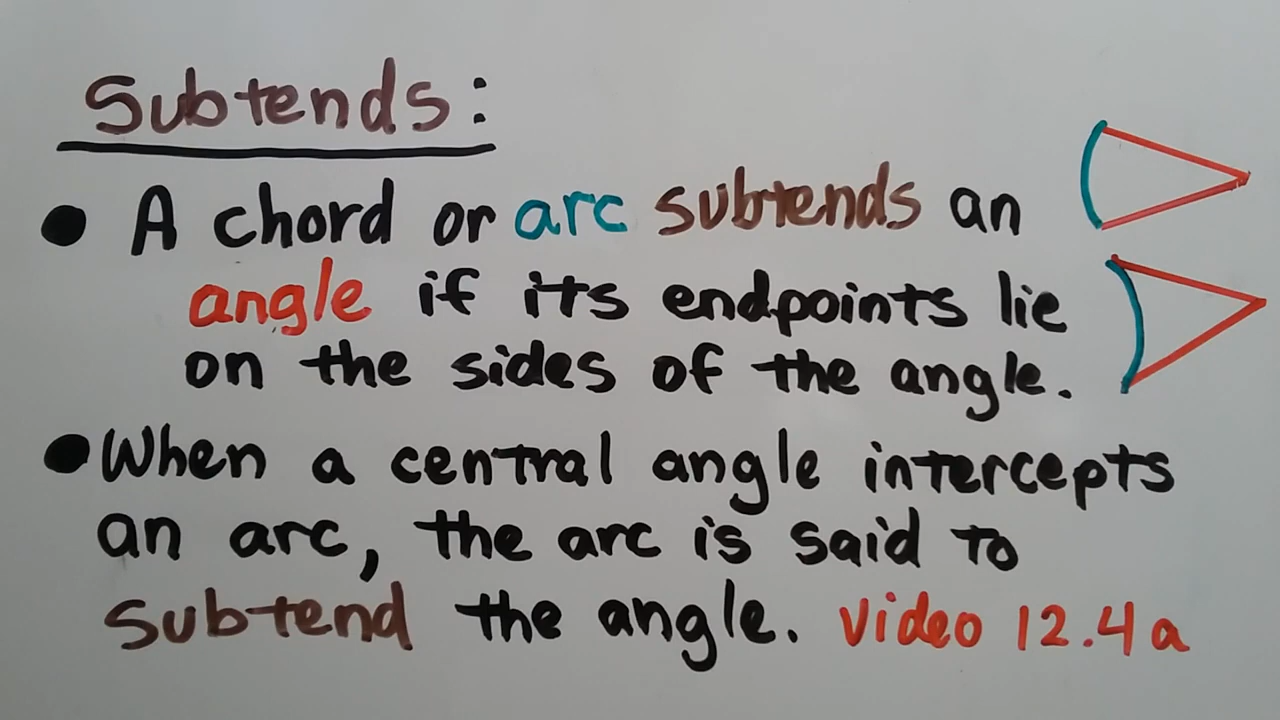 Subtends:
• A chord or arc subtends an
angle if its endpoints lie
on the sides of the angle.
• When a central angle intercepts
an arc, the arc is said to
subtend the angle. video 12.4a